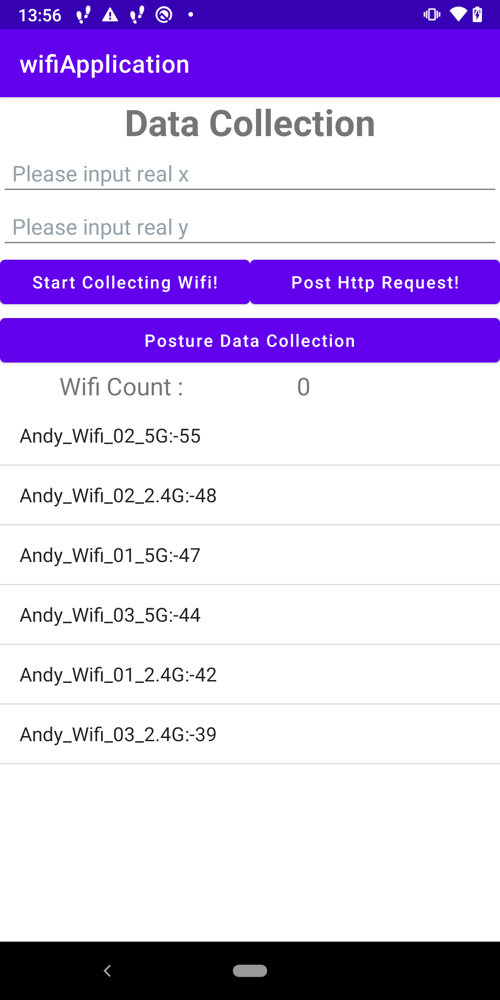 13:56
wifiApplication
Data Collection
Please input real x
Please input real y
Start Collecting Wifi! Post Http Request!
Posture Data Collection
Wifi Count : 0
Andy_Wifi_02_5G:-55
Andy_Wifi_02_2.4G:-48
Andy_Wifi_01_5G:-47
Andy_Wifi_03_5G:-44
Andy_Wifi_01_2.4G:-42
Andy_Wifi_03_2.4G:-39